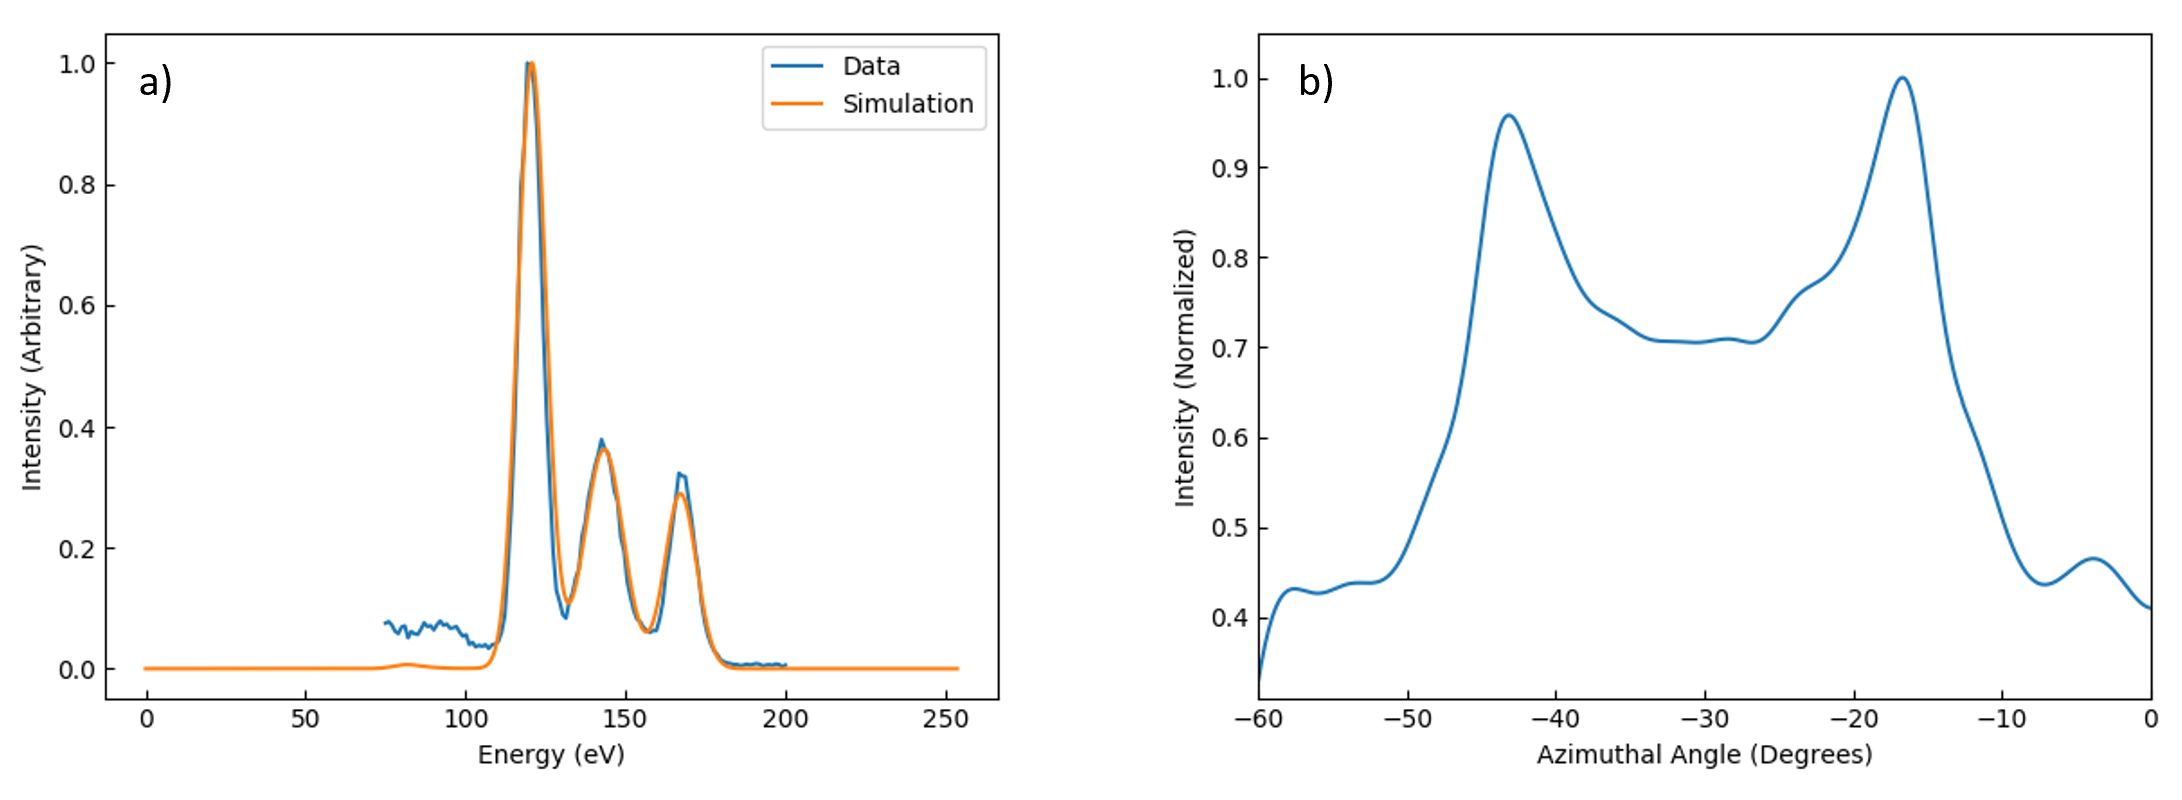 a)
Data
Simulation
1.0
0.8
0.6
0.4
0.2
0.0
Intensity (Arbitrary)
0 50 100 150 200 250
Energy (eV)
b)
1.0
0.9
0.8
0.7
0.6
0.5
0.4
Intensity (Normalized)
−60 −50 −40 −30 −20 −10 0
Azimuthal Angle (Degrees)